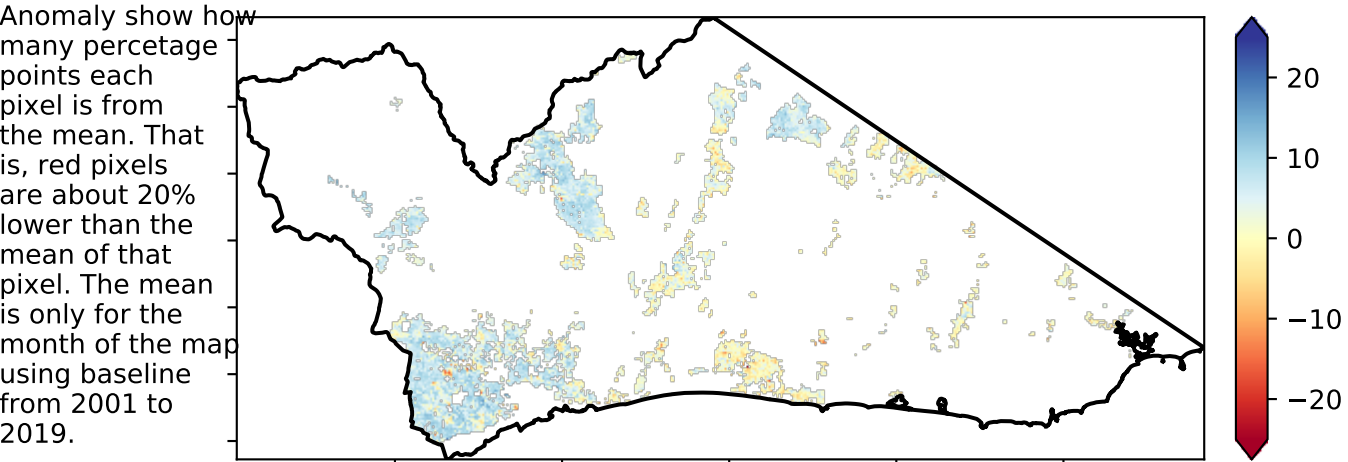 Anomaly show how
many percetage
points each
pixel is from
the mean. That
is, red pixels
are about 20%
lower than the
mean of that
pixel. The mean
is only for the
month of the map
using baseline
from 2001 to
2019.
20
10
0
−10
−20